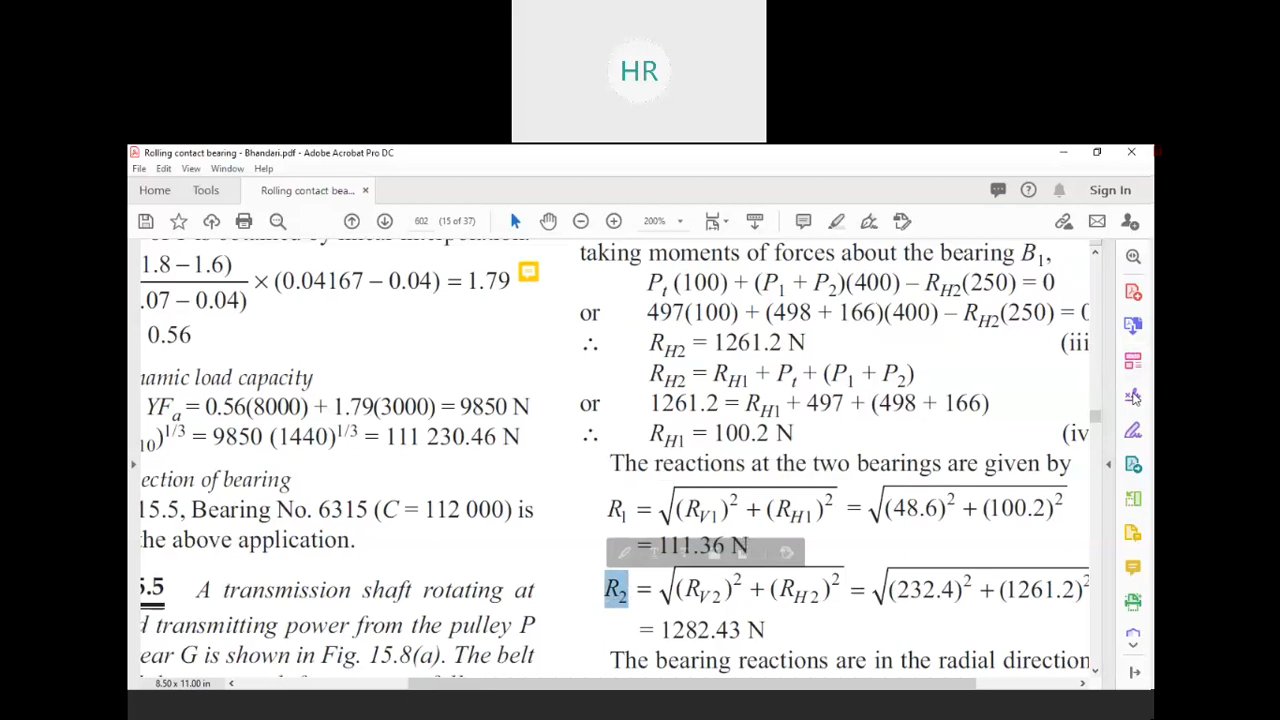 HR
Rolling contact bearing - Bhandari.pdf - Adobe Acrobat Pro DC
File Edit View Window Help
Home Tools Rolling contact bea... × Sign In
602 (15 of 37) 200%
(1.8 – 1.6)
.07 – 0.04) × (0.04167 – 0.04) = 1.79
0.56
namic load capacity
YFa = 0.56(8000) + 1.79(3000) = 9850 N
10)^1/3 = 9850 (1440)^1/3 = 111 230.46 N
ection of bearing
15.5, Bearing No. 6315 (C = 112 000) is
the above application.
5.5 A transmission shaft rotating at
d transmitting power from the pulley P
ear G is shown in Fig. 15.8(a). The belt
taking moments of forces about the bearing B1,
Pt (100) + (P1 + P2)(400) – RH2(250) = 0
or 497(100) + (498 + 166)(400) – RH2(250) = 0
∴ RH2 = 1261.2 N (iii
RH2 = RH1 + Pt + (P1 + P2)
or 1261.2 = RH1 + 497 + (498 + 166)
∴ RH1 = 100.2 N (iv
The reactions at the two bearings are given by
R1 = √(RV1)² + (RH1)² = √(48.6)² + (100.2)²
= 111.36 N
R2 = √(RV2)² + (RH2)² = √(232.4)² + (1261.2)²
= 1282.43 N
The bearing reactions are in the radial direction
8.50 x 11.00 in